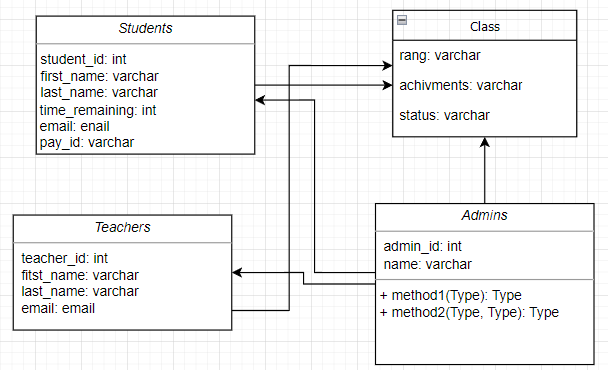 Students
student_id: int
first_name: varchar
last_name: varchar
time_remaining: int
email: enail
pay_id: varchar
Class
rang: varchar
achivments: varchar
status: varchar
Teachers
teacher_id: int
fitst_name: varchar
last_name: varchar
email: email
Admins
admin_id: int
name: varchar
+ method1(Type): Type
+ method2(Type, Type): Type